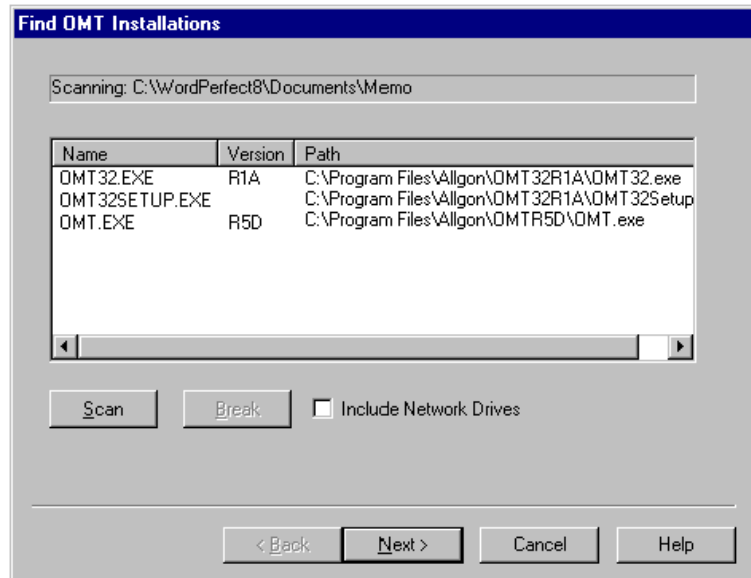 Find OMT Installations
Scanning: C:\WordPerfect8\Documents\Memo
Name Version Path
OMT32.EXE R1A C:\Program Files\Allgon\OMT32R1A\OMT32.exe
OMT32SETUP.EXE C:\Program Files\Allgon\OMT32R1A\OMT32Setup
OMT.EXE R5D C:\Program Files\Allgon\OMTR5D\OMT.exe
Scan Break Include Network Drives
< Back Next > Cancel Help